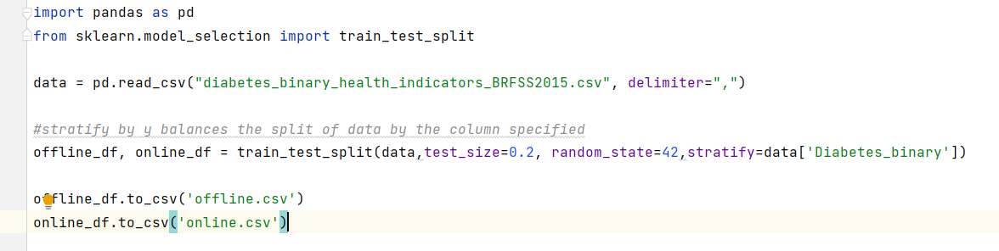 import pandas as pd
from sklearn.model_selection import train_test_split
data = pd.read_csv("diabetes_binary_health_indicators_BRFSS2015.csv", delimiter=",")
#stratify by y balances the split of data by the column specified
offline_df, online_df = train_test_split(data,test_size=0.2, random_state=42,stratify=data['Diabetes_binary'])
offline_df.to_csv('offline.csv')
online_df.to_csv('online.csv')